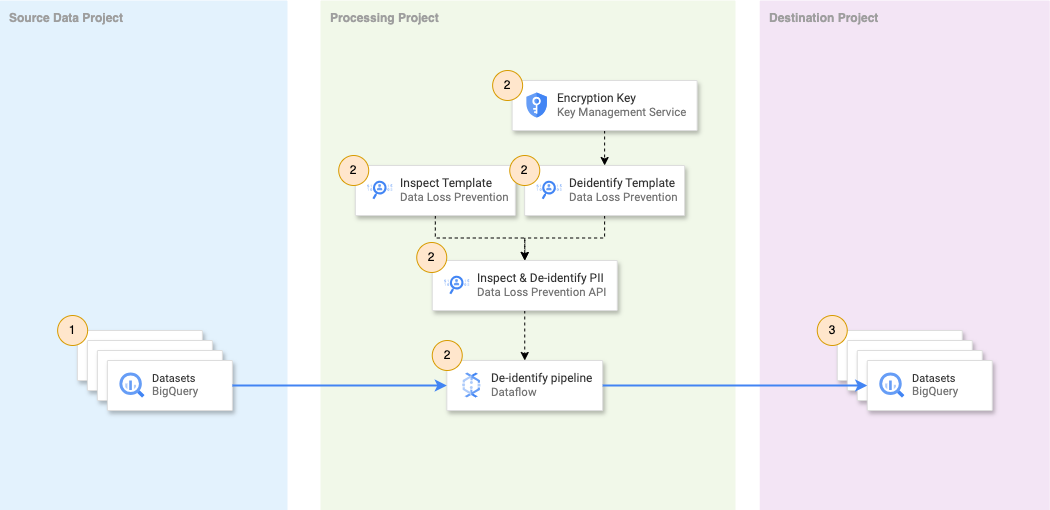 Source Data Project
Processing Project
Destination Project
2
Encryption Key
Key Management Service
2
Inspect Template
Data Loss Prevention
2
Deidentify Template
Data Loss Prevention
2
Inspect & De-identify PII
Data Loss Prevention API
1
Datasets
BigQuery
2
De-identify pipeline
Dataflow
3
Datasets
BigQuery